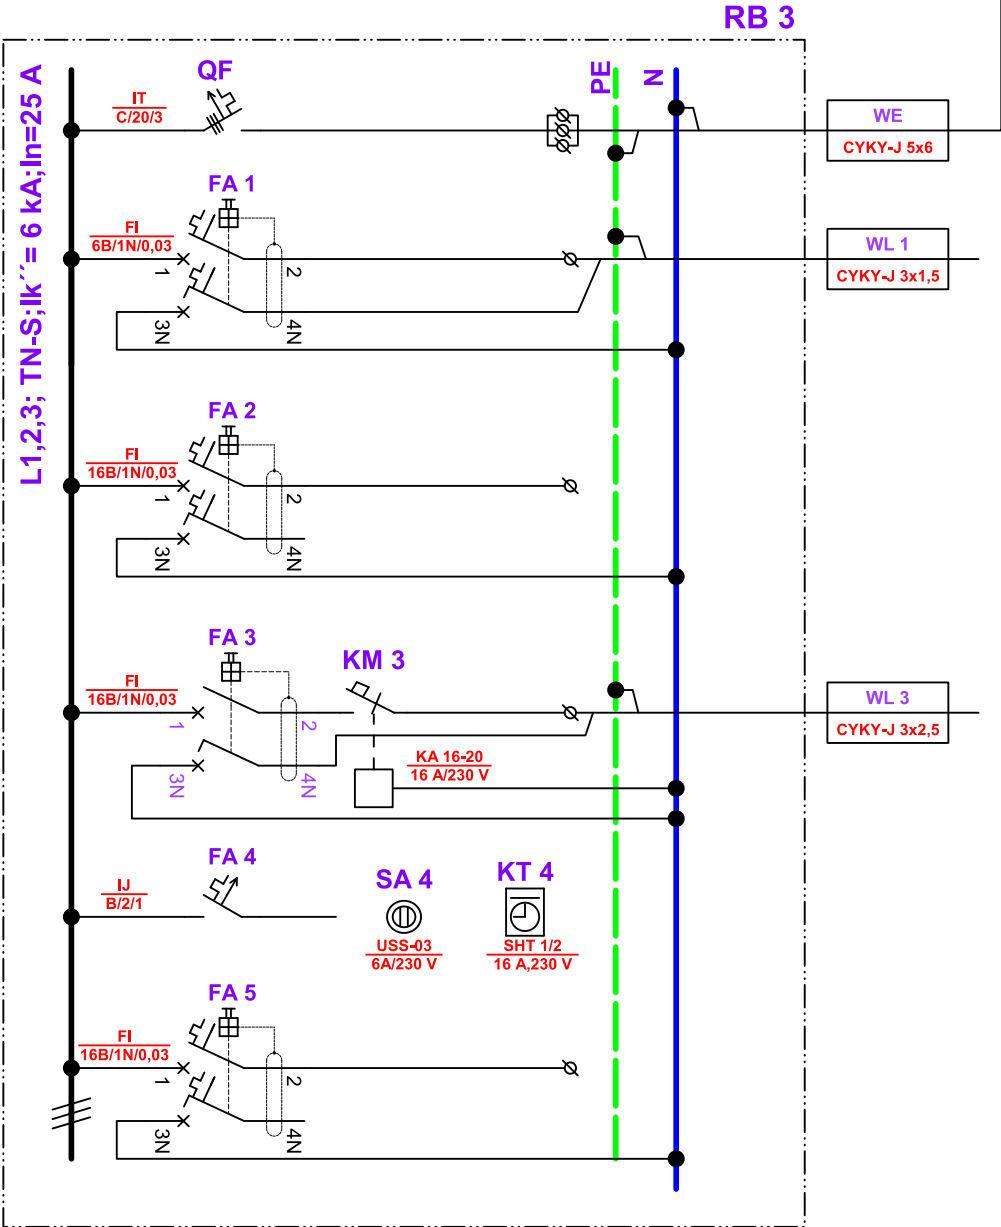 RB 3
L1,2,3; TN-S;Ik´´= 6 kA;In=25 A
QF
PE
N
IT
C/20/3
WE
CYKY-J 5x6
FA 1
FI
6B/1N/0,03
1
2
3N
4N
WL 1
CYKY-J 3x1,5
FA 2
FI
16B/1N/0,03
1
2
3N
4N
FA 3
KM 3
FI
16B/1N/0,03
1
2
3N
4N
KA 16-20
16 A/230 V
WL 3
CYKY-J 3x2,5
FA 4
IJ
B/2/1
SA 4
USS-03
6A/230 V
KT 4
SHT 1/2
16 A,230 V
FA 5
FI
16B/1N/0,03
1
2
3N
4N